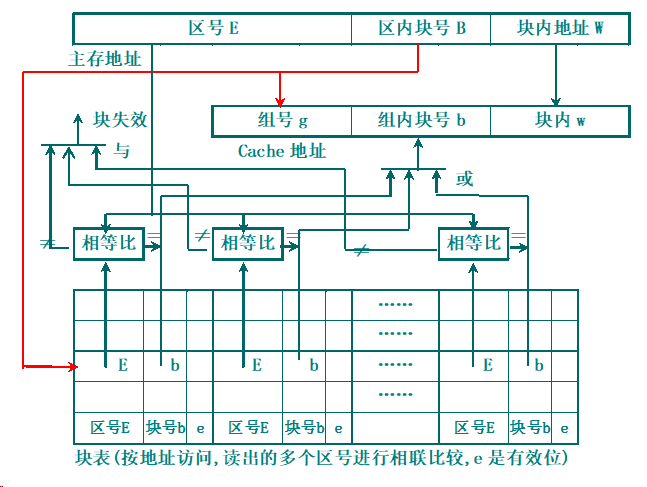 区号 E 区内块号 B 块内地址 W
主存地址
块失效
组号 g 组内块号 b 块内 w
与
Cache 地址
或
≠ 相等比 = ≠ 相等比 = ≠ 相等比 =
……
……
E b E b …… E b
……
区号E 块号b e 区号E 块号b e 区号E 块号b e
块表(按地址访问,读出的多个区号进行相联比较,e 是有效位)